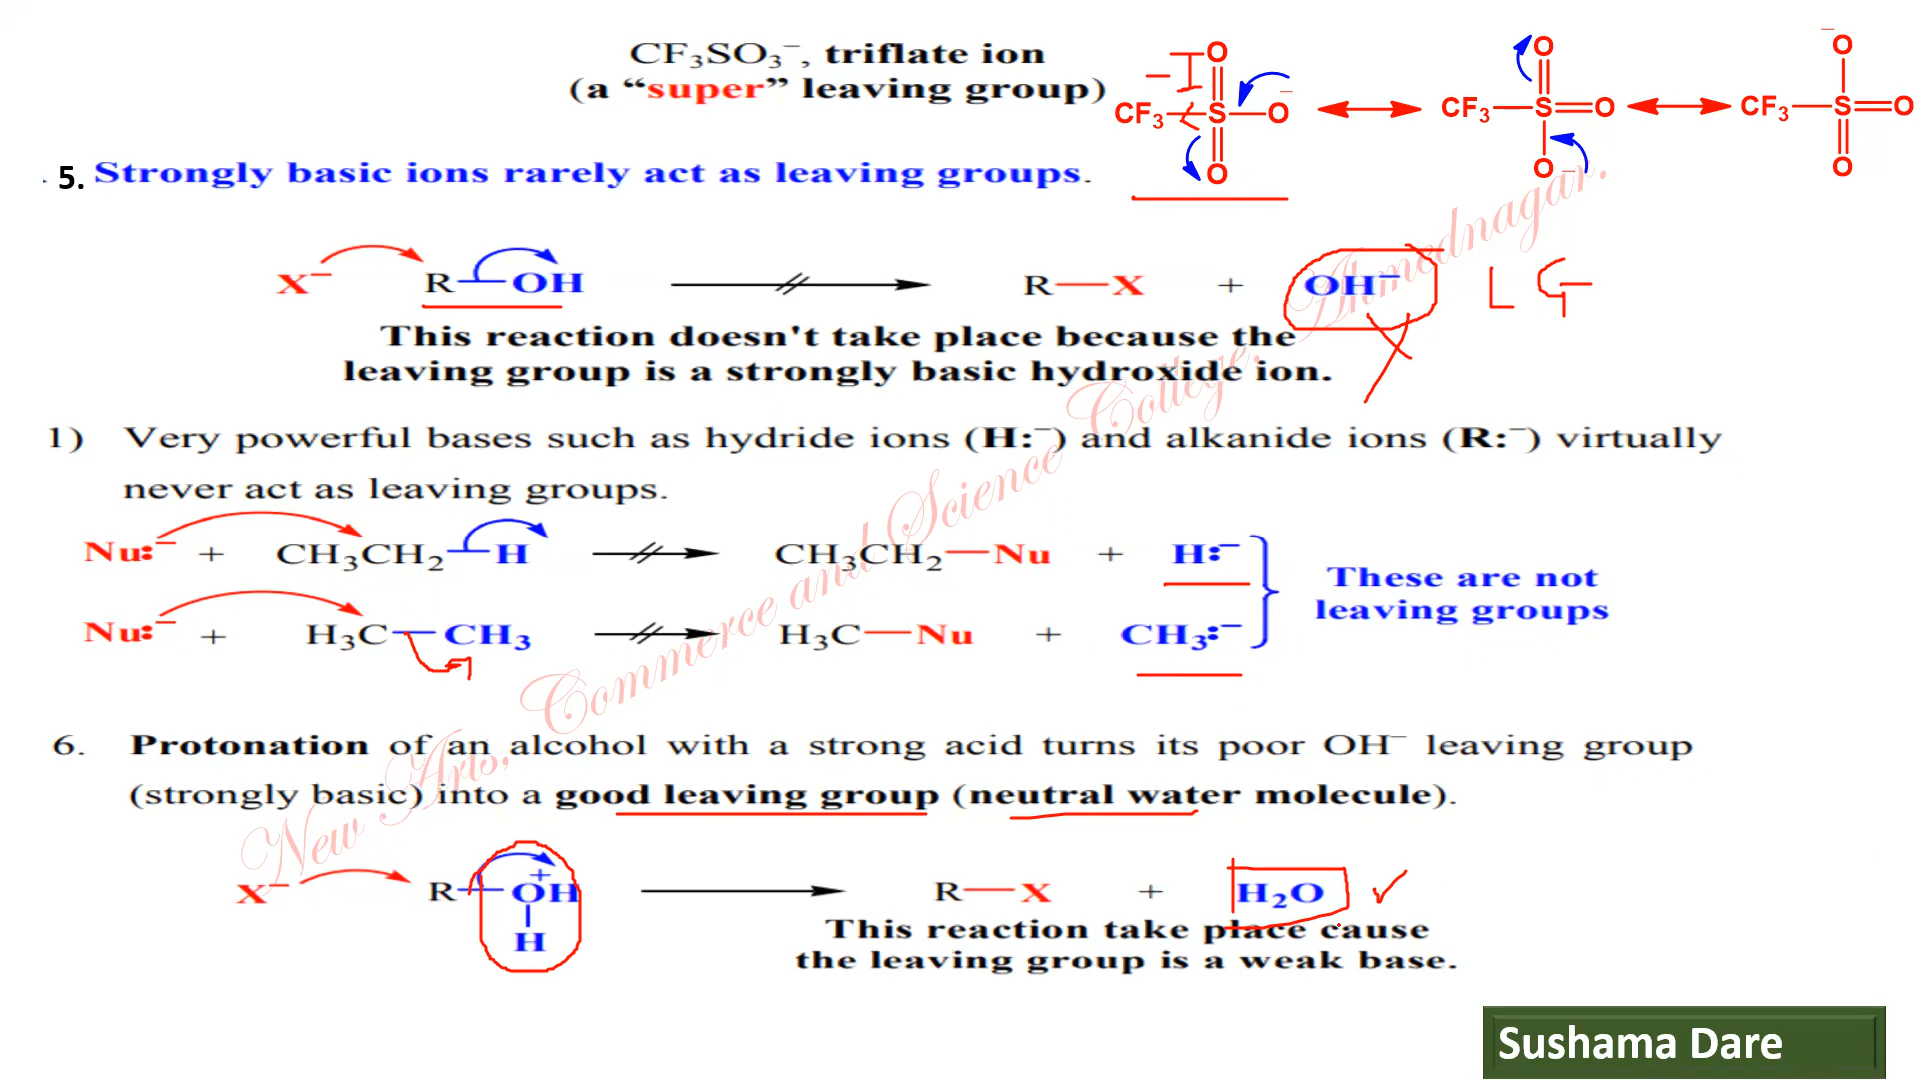 CF₃SO₃⁻, triflate ion
(a “super” leaving group)
CF₃—S—O⁻ O O ↔ CF₃—S=O O O⁻ ↔ CF₃—S=O ⁻O O
5. Strongly basic ions rarely act as leaving groups.
X⁻ R—OH R—X + OH⁻ L G
This reaction doesn't take place because the
leaving group is a strongly basic hydroxide ion.
1) Very powerful bases such as hydride ions (H:⁻) and alkanide ions (R:⁻) virtually
never act as leaving groups.
Nu:⁻ + CH₃CH₂—H CH₃CH₂—Nu + H:⁻
These are not
leaving groups
Nu:⁻ + H₃C—CH₃ H₃C—Nu + CH₃:⁻
6. Protonation of an alcohol with a strong acid turns its poor OH⁻ leaving group
(strongly basic) into a good leaving group (neutral water molecule).
X⁻ R—OH + H R—X + H₂O ✓
This reaction take place cause
the leaving group is a weak base.
New Arts, Commerce and Science College, Ahmednagar.
Sushama Dare